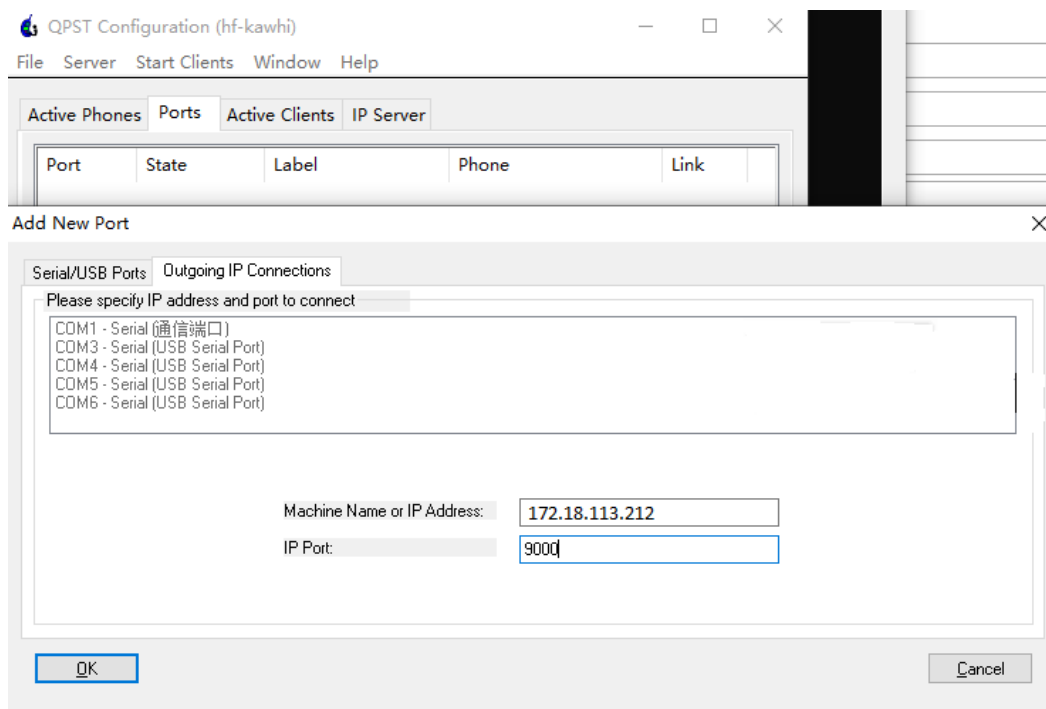 QPST Configuration (hf-kawhi)
File Server Start Clients Window Help
Active Phones Ports Active Clients IP Server
Port State Label Phone Link
Add New Port
Serial/USB Ports Outgoing IP Connections
Please specify IP address and port to connect
COM1 - Serial (通信端口)
COM3 - Serial (USB Serial Port)
COM4 - Serial (USB Serial Port)
COM5 - Serial (USB Serial Port)
COM6 - Serial (USB Serial Port)
Machine Name or IP Address: 172.18.113.212
IP Port: 9000
OK Cancel